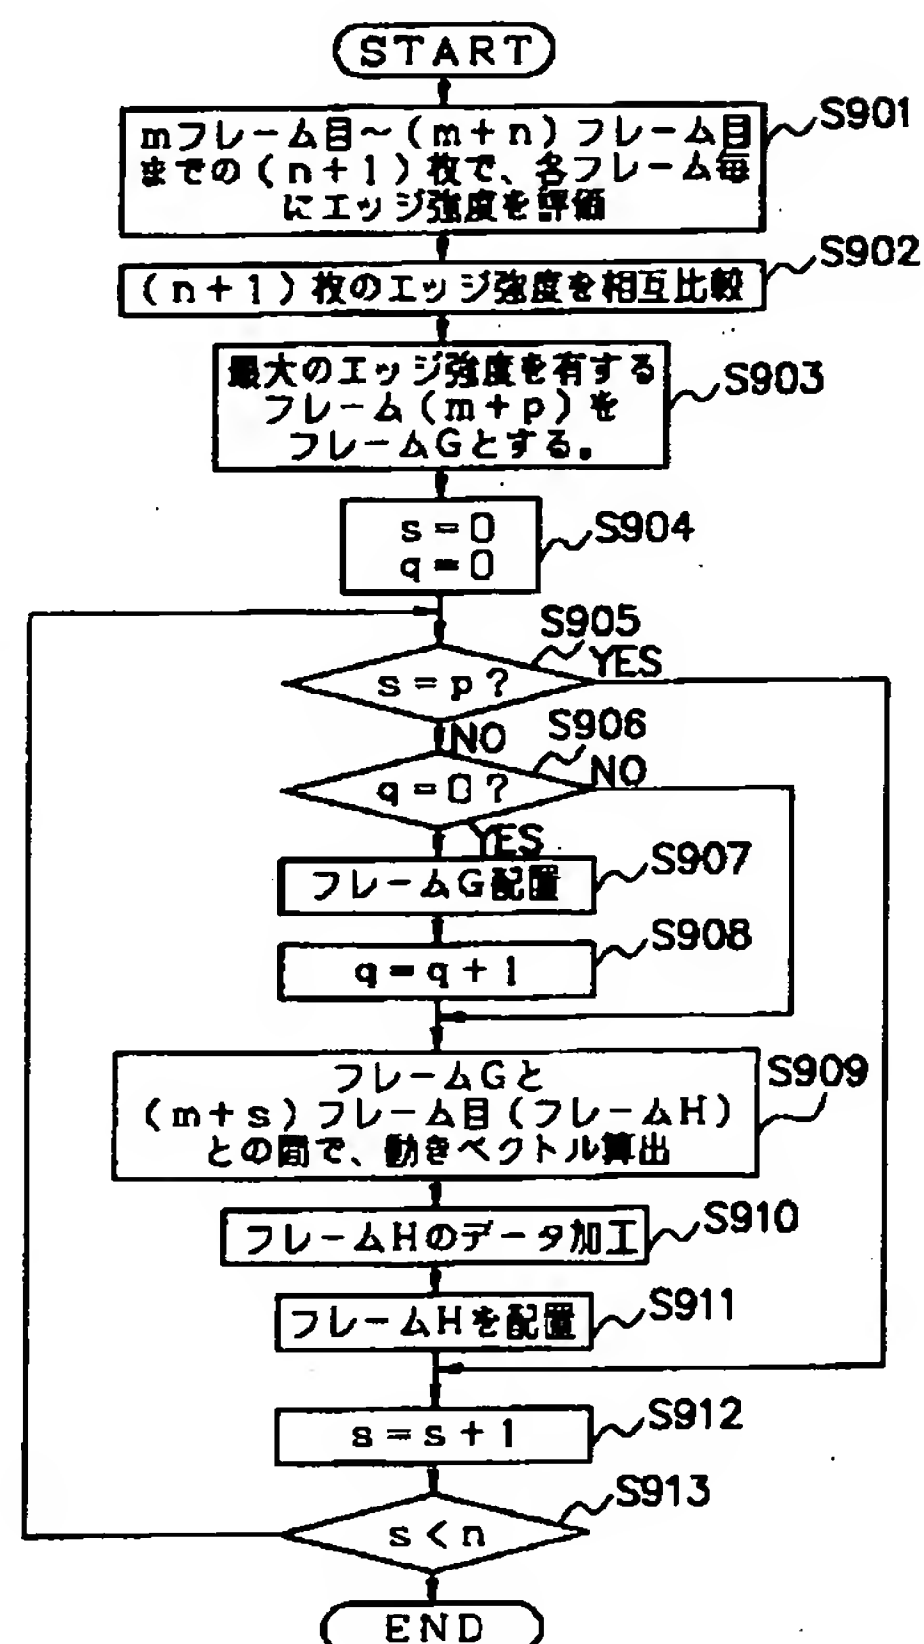 START
S901
mフレーム目～(m+n)フレーム目
までの(n+1)枚で、各フレーム毎
にエッジ強度を評価
S902
(n+1)枚のエッジ強度を相互比較
S903
最大のエッジ強度を有する
フレーム(m+p)を
フレームGとする。
S904
s=0
q=0
S905
s=p?
YES
NO
S906
q=0?
NO
YES
S907
フレームG配置
S908
q=q+1
S909
フレームGと
(m+s)フレーム目(フレームH)
との間で、動きベクトル算出
S910
フレームHのデータ加工
S911
フレームHを配置
S912
s=s+1
S913
s<n
END